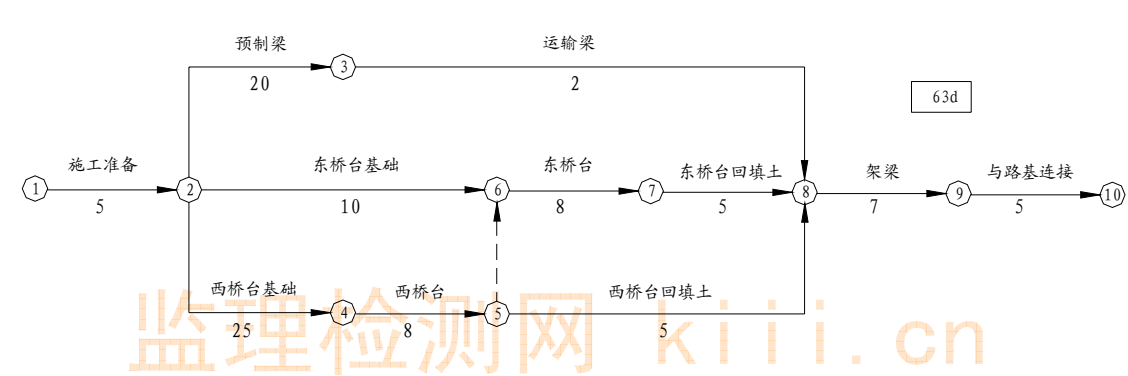 预制梁
运输梁
3
20
2
63d
施工准备
东桥台基础
东桥台
东桥台回填土
架梁
与路基连接
1
2
6
7
8
9
10
5
10
8
5
7
5
西桥台基础
西桥台
西桥台回填土
4
5
25
8
5
监理检测网 kiiii.cn